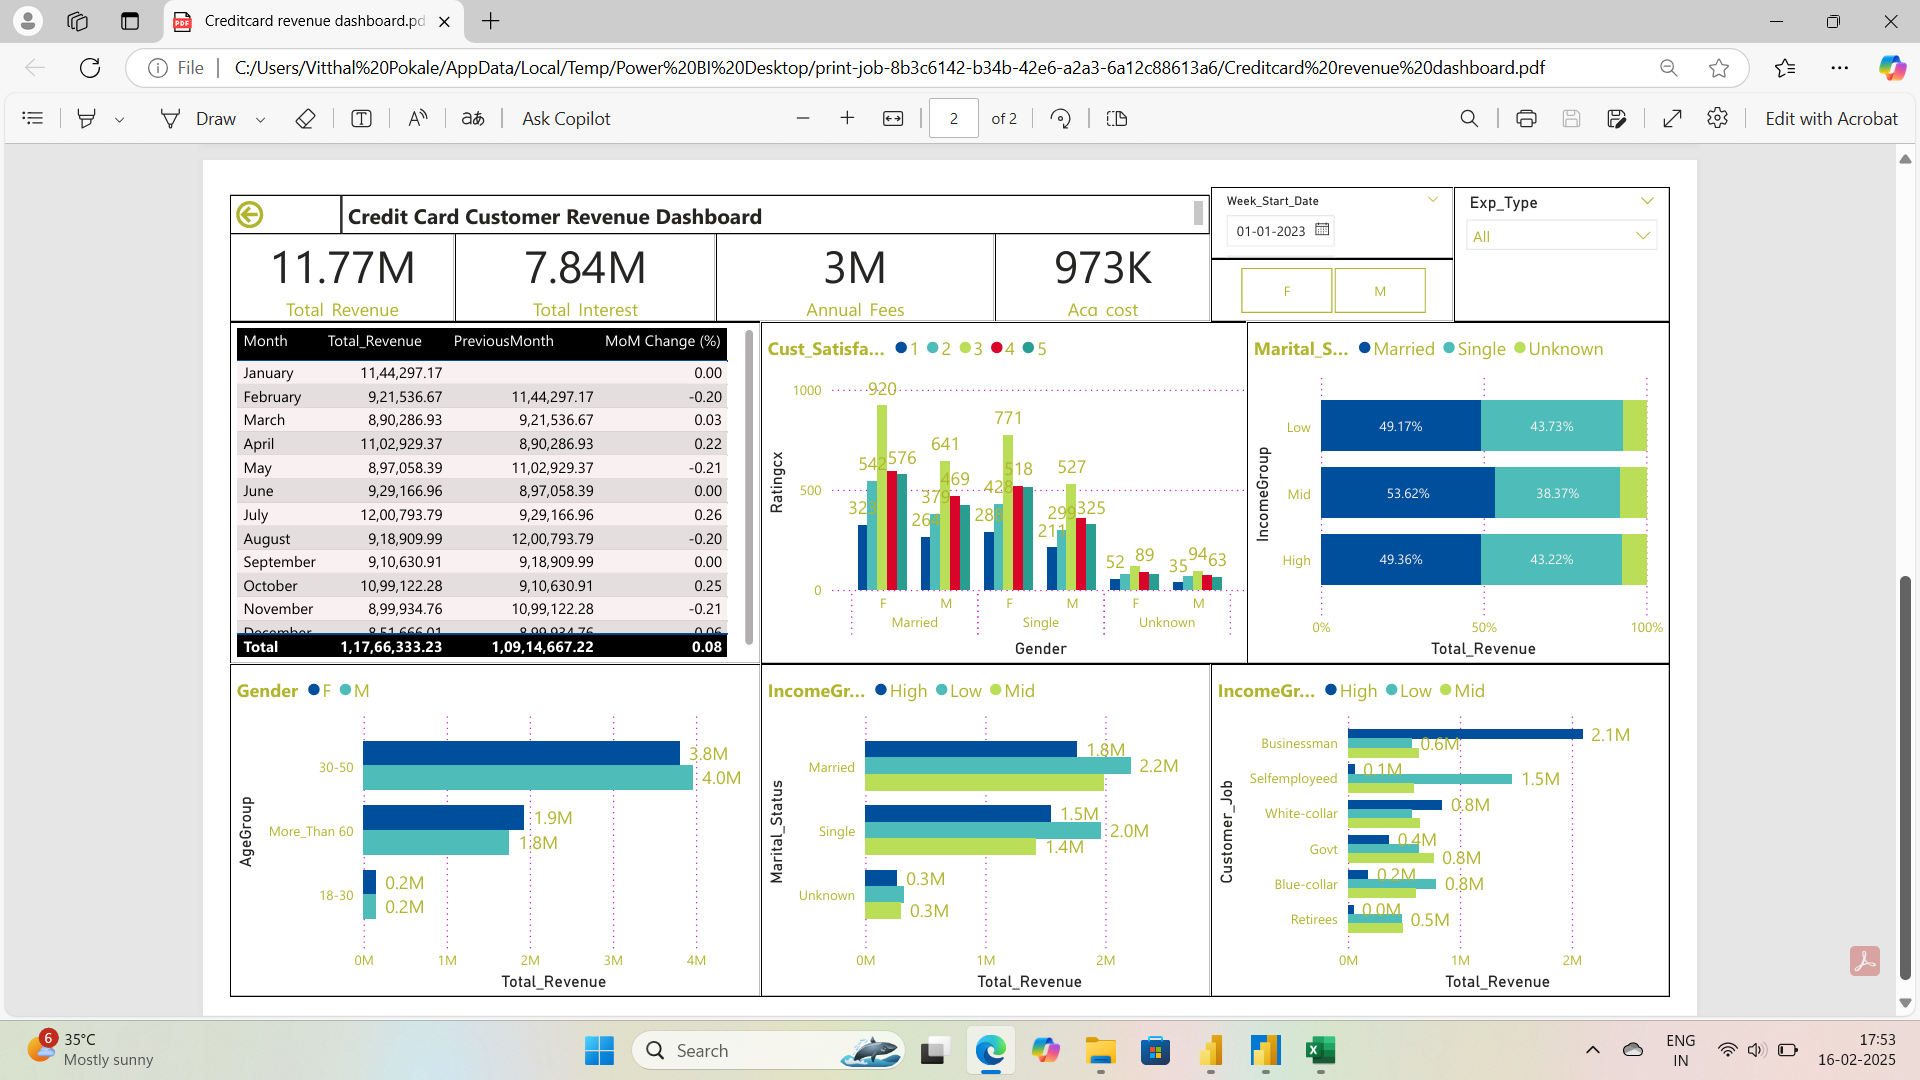 Creditcard revenue dashboard.pd
File
C:/Users/Vitthal%20Pokale/AppData/Local/Temp/Power%20BI%20Desktop/print-job-8b3c6142-b34b-42e6-a2a3-6a12c88613a6/Creditcard%20revenue%20dashboard.pdf
Draw
Ask Copilot
2 of 2
Edit with Acrobat
Credit Card Customer Revenue Dashboard
Week_Start_Date
01-01-2023
Exp_Type
All
F M
11.77M 7.84M 3M 973K
Total Revenue Total Interest Annual Fees Acq cost
Month Total_Revenue PreviousMonth MoM Change (%)
January 11,44,297.17 0.00
February 9,21,536.67 11,44,297.17 -0.20
March 8,90,286.93 9,21,536.67 0.03
April 11,02,929.37 8,90,286.93 0.22
May 8,97,058.39 11,02,929.37 -0.21
June 9,29,166.96 8,97,058.39 0.00
July 12,00,793.79 9,29,166.96 0.26
August 9,18,909.99 12,00,793.79 -0.20
September 9,10,630.91 9,18,909.99 0.00
October 10,99,122.28 9,10,630.91 0.25
November 8,99,934.76 10,99,122.28 -0.21
December 8,51,666.01 8,99,934.76 0.06
Total 1,17,66,333.23 1,09,14,667.22 0.08
Cust_Satisfa... 1 2 3 4 5
Ratingcx
1000
500
0
920
542 576
323
641
379 469
264
771
428 518
288
527
299 325
211
52 89
35 94 63
F M F M F M
Married Single Unknown
Gender
Marital_S... Married Single Unknown
IncomeGroup
Low 49.17% 43.73%
Mid 53.62% 38.37%
High 49.36% 43.22%
0% 50% 100%
Total_Revenue
Gender F M
AgeGroup
30-50 3.8M
4.0M
More_Than 60 1.9M
1.8M
18-30 0.2M
0.2M
0M 1M 2M 3M 4M
Total_Revenue
IncomeGr... High Low Mid
Marital_Status
Married 1.8M
2.2M
Single 1.5M
2.0M
1.4M
Unknown 0.3M
0.3M
0M 1M 2M
Total_Revenue
IncomeGr... High Low Mid
Customer_Job
Businessman 2.1M
0.6M
Selfemployeed 0.1M
1.5M
White-collar 0.8M
Govt 0.4M
0.8M
Blue-collar 0.2M
0.8M
Retirees 0.0M
0.5M
0M 1M 2M
Total_Revenue
6
35°C
Mostly sunny
Search
ENG
IN
17:53
16-02-2025